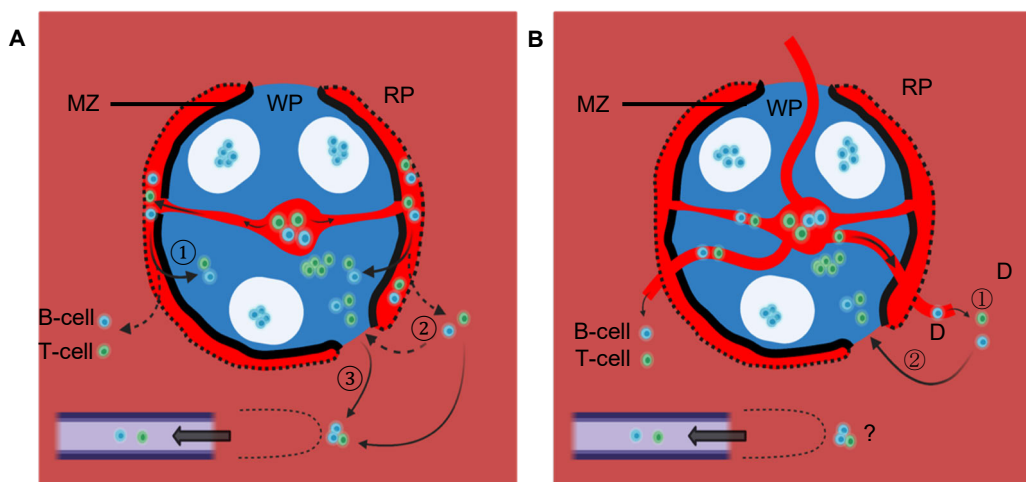 A
MZ
WP
RP
①
②
③
B-cell
T-cell
B
MZ
WP
RP
D
①
D
②
B-cell
T-cell
?